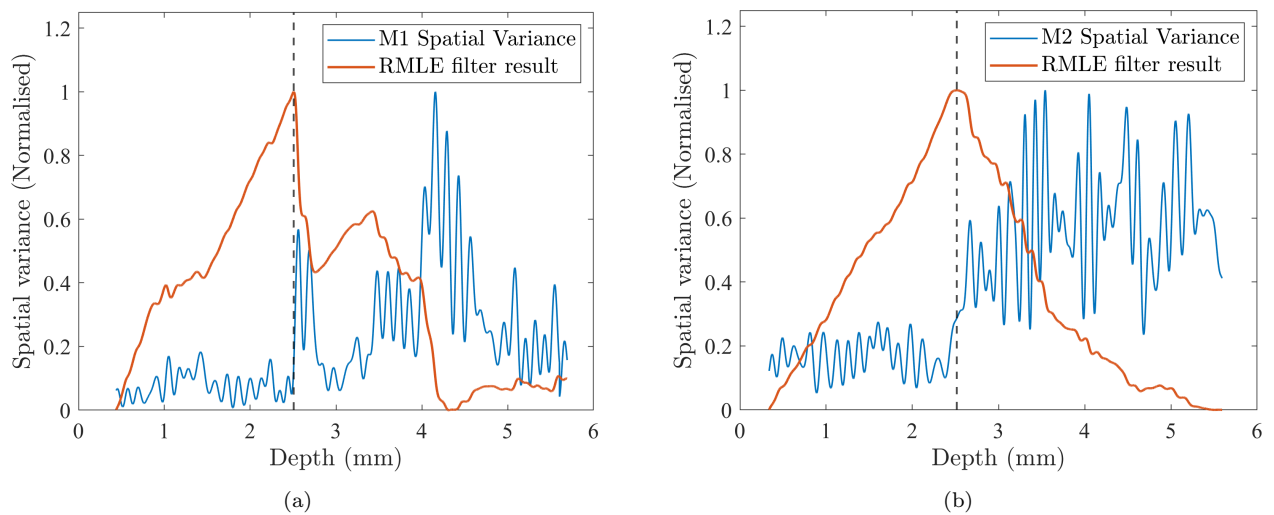 1.2
1
0.8
0.6
0.4
0.2
0
Spatial variance (Normalised)
M1 Spatial Variance
RMLE filter result
0 1 2 3 4 5 6
Depth (mm)
(a)
1.2
1
0.8
0.6
0.4
0.2
0
Spatial variance (Normalised)
M2 Spatial Variance
RMLE filter result
0 1 2 3 4 5 6
Depth (mm)
(b)